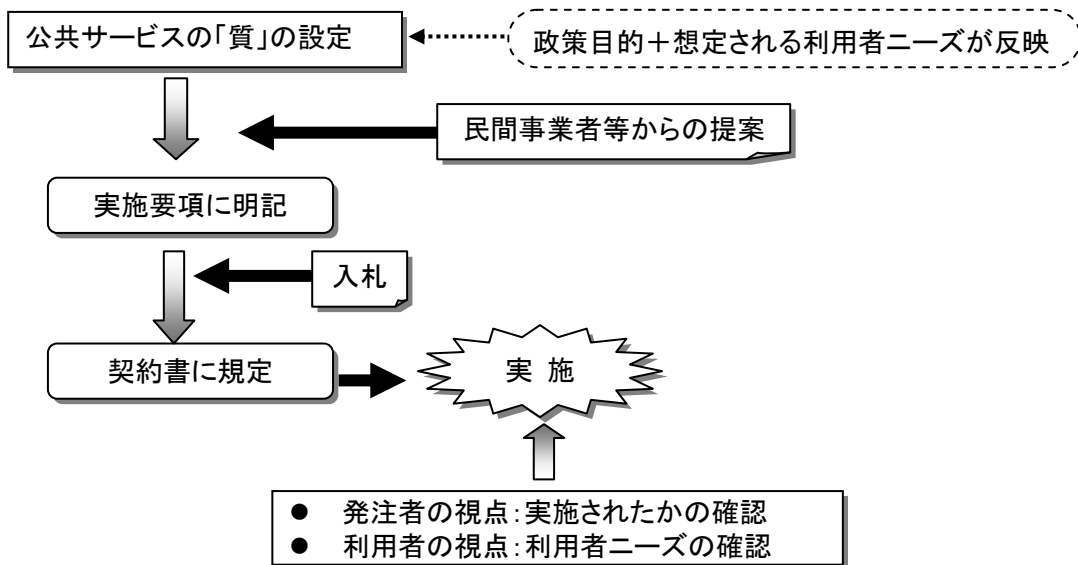 公共サービスの「質」の設定
政策目的＋想定される利用者ニーズが反映
民間事業者等からの提案
実施要項に明記
入札
契約書に規定
実 施
● 発注者の視点：実施されたかの確認
● 利用者の視点：利用者ニーズの確認